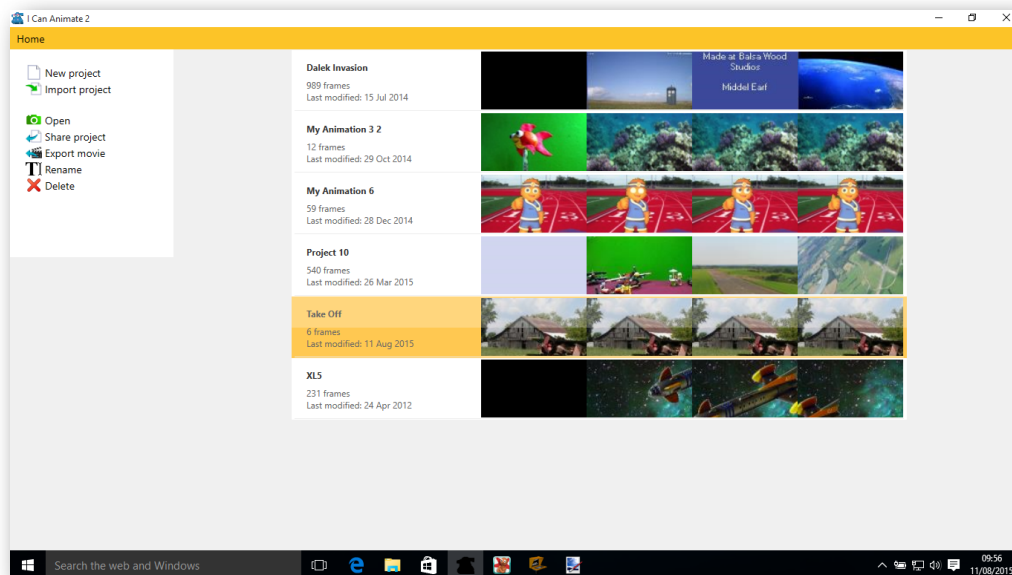 I Can Animate 2
Home
New project
Import project
Open
Share project
Export movie
Rename
Delete
Dalek Invasion
989 frames
Last modified: 15 Jul 2014
Made at Balsa Wood
Studios
Middel Earf
My Animation 3 2
12 frames
Last modified: 29 Oct 2014
My Animation 6
59 frames
Last modified: 28 Dec 2014
Project 10
540 frames
Last modified: 26 Mar 2015
Take Off
6 frames
Last modified: 11 Aug 2015
XL5
231 frames
Last modified: 24 Apr 2012
Search the web and Windows
09:56
11/08/2015